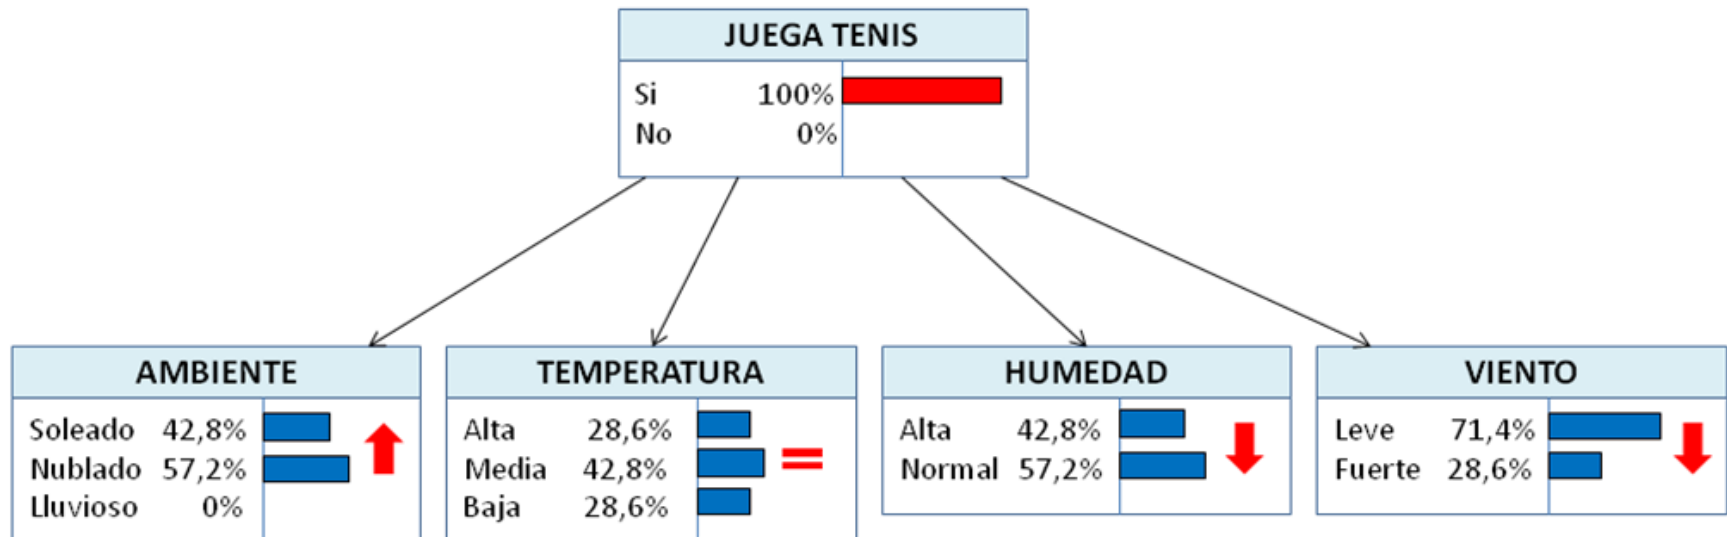 JUEGA TENIS
Si 100%
No 0%
AMBIENTE
Soleado 42,8%
Nublado 57,2%
Lluvioso 0%
TEMPERATURA
Alta 28,6%
Media 42,8%
Baja 28,6%
HUMEDAD
Alta 42,8%
Normal 57,2%
VIENTO
Leve 71,4%
Fuerte 28,6%